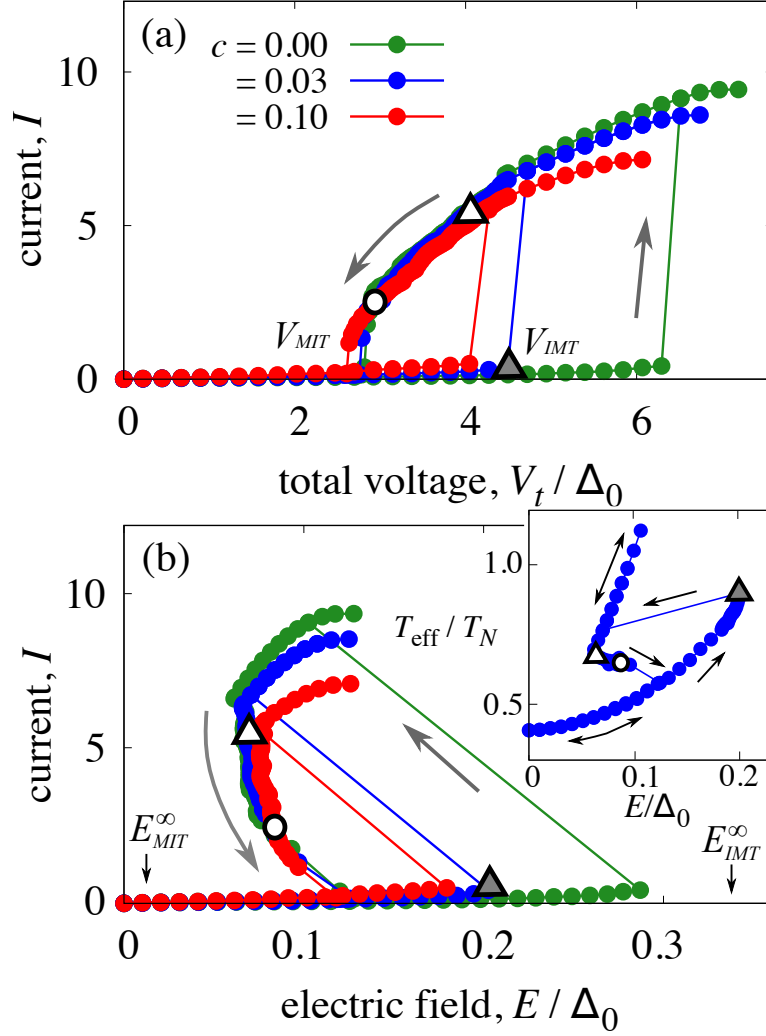 (a)
c = 0.00
= 0.03
= 0.10
10
5
0
current, I
V_MIT
V_IMT
0 2 4 6
total voltage, V_t / Δ_0
(b)
10
5
0
current, I
T_eff / T_N
1.0
0.5
0 0.1 0.2
E/Δ_0
E^∞_MIT
E^∞_IMT
0 0.1 0.2 0.3
electric field, E / Δ_0